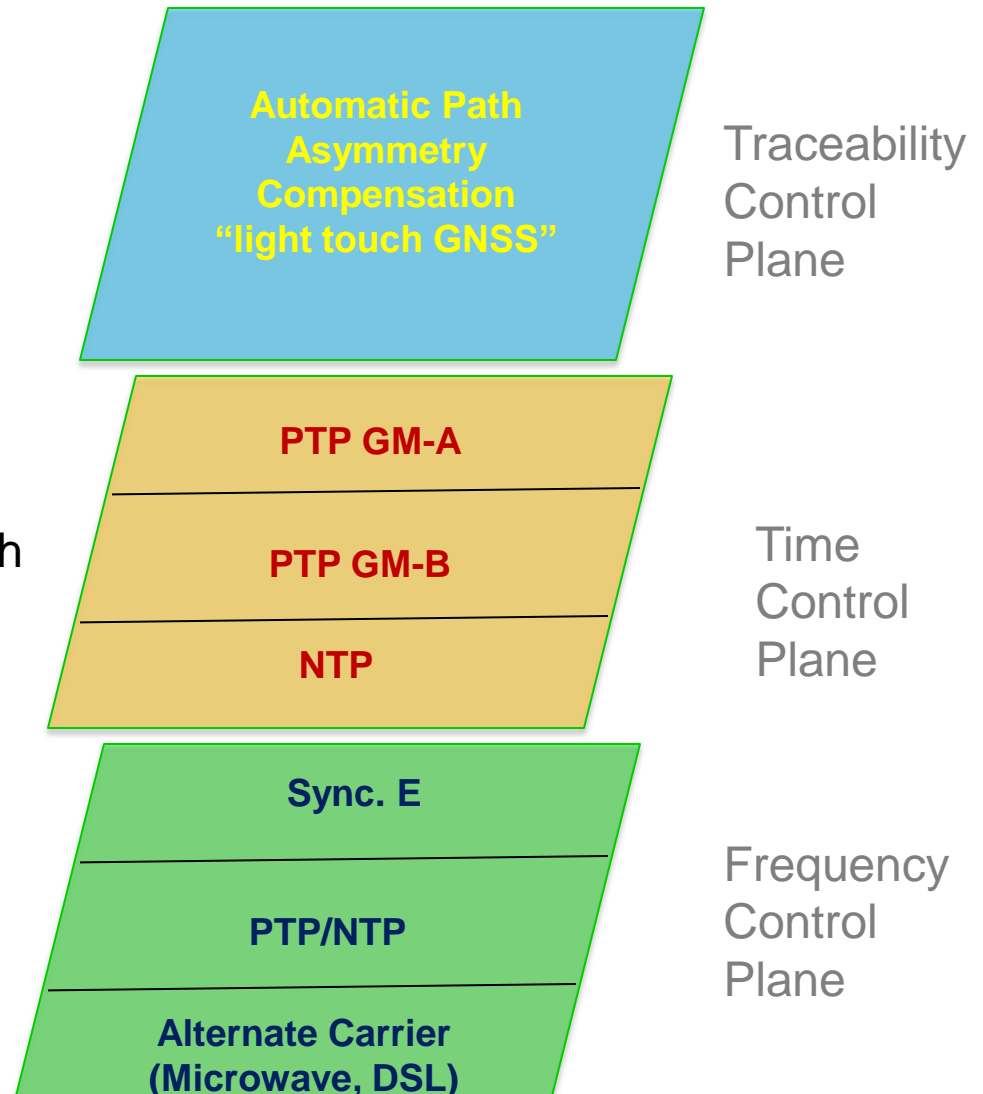 Automatic Path
Asymmetry
Compensation
“light touch GNSS”
Traceability
Control
Plane
PTP GM-A
h
PTP GM-B
NTP
Time
Control
Plane
Sync. E
PTP/NTP
Alternate Carrier
(Microwave, DSL)
Frequency
Control
Plane